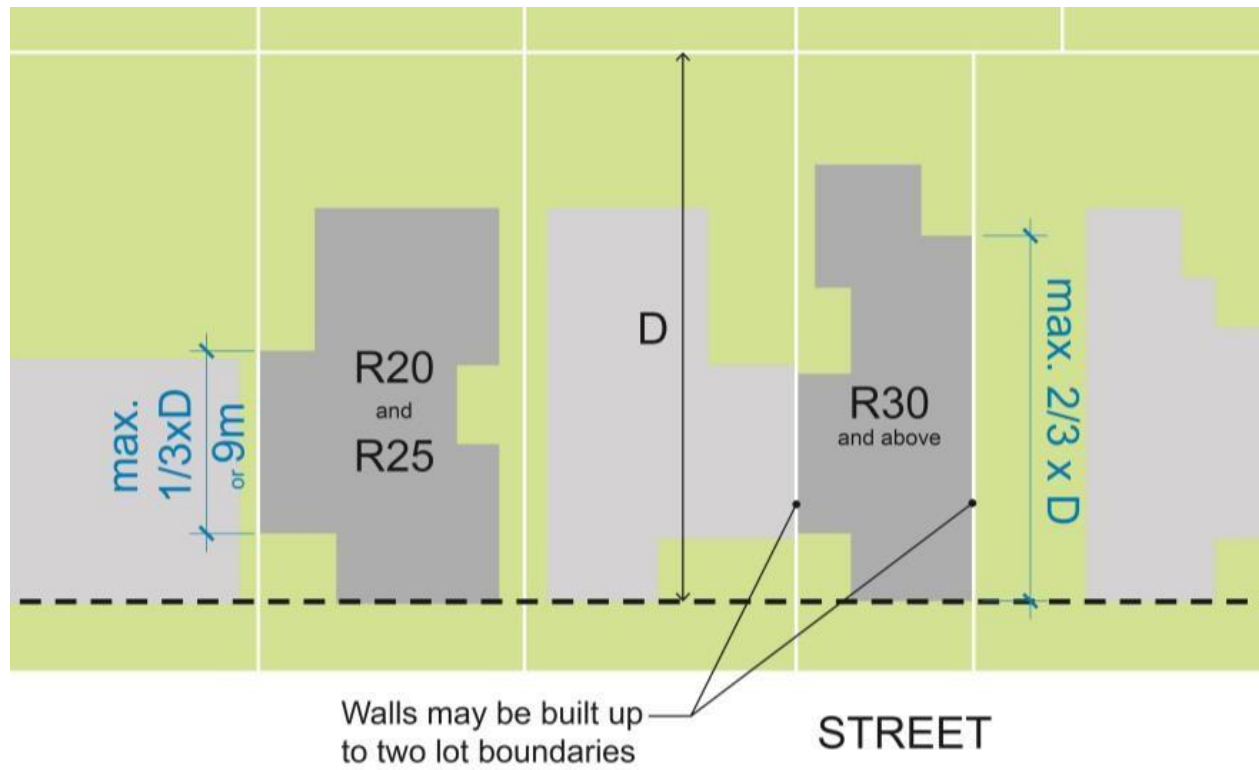 D
R20
and
R25
max.
1/3xD
or 9m
R30
and above
max. 2/3 x D
Walls may be built up
to two lot boundaries
STREET